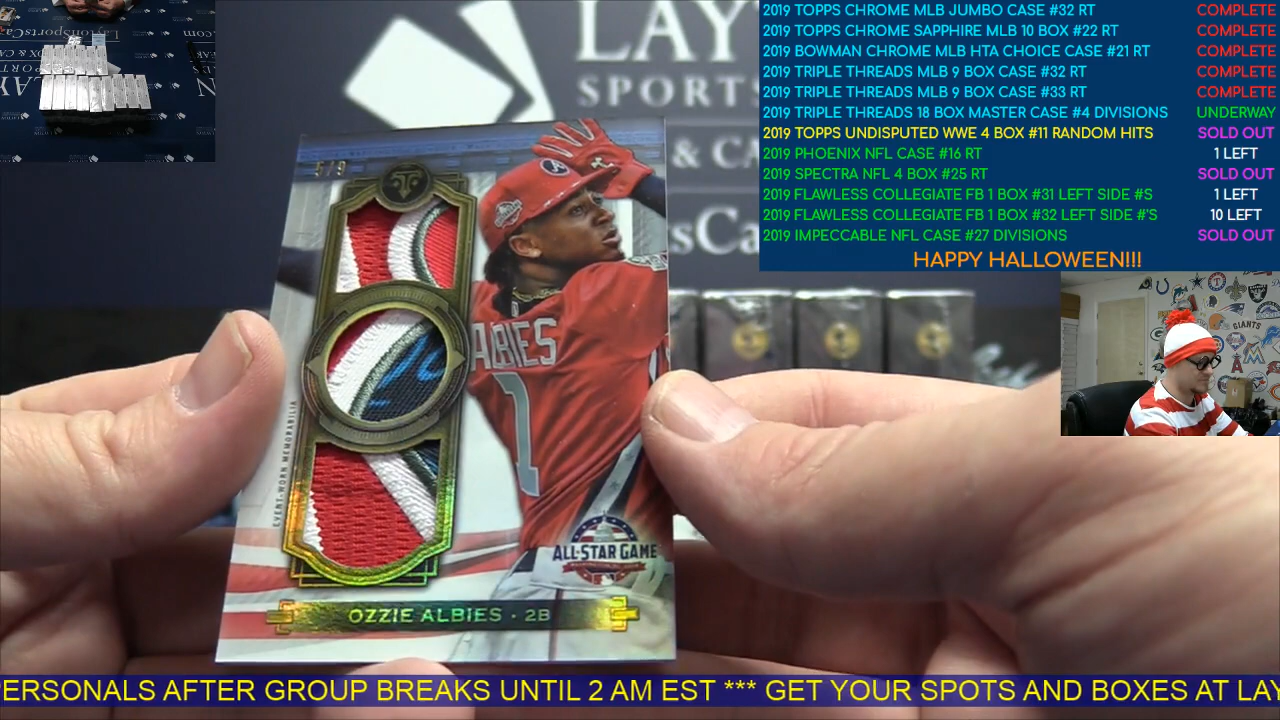 LAY
SPORTS
& CA
sCa
2019 TOPPS CHROME MLB JUMBO CASE #32 RT COMPLETE
2019 TOPPS CHROME SAPPHIRE MLB 10 BOX #22 RT COMPLETE
2019 BOWMAN CHROME MLB HTA CHOICE CASE #21 RT COMPLETE
2019 TRIPLE THREADS MLB 9 BOX CASE #32 RT COMPLETE
2019 TRIPLE THREADS MLB 9 BOX CASE #33 RT COMPLETE
2019 TRIPLE THREADS 18 BOX MASTER CASE #4 DIVISIONS UNDERWAY
2019 TOPPS UNDISPUTED WWE 4 BOX #11 RANDOM HITS SOLD OUT
2019 PHOENIX NFL CASE #16 RT 1 LEFT
2019 SPECTRA NFL 4 BOX #25 RT SOLD OUT
2019 FLAWLESS COLLEGIATE FB 1 BOX #31 LEFT SIDE #S 1 LEFT
2019 FLAWLESS COLLEGIATE FB 1 BOX #32 LEFT SIDE #'S 10 LEFT
2019 IMPECCABLE NFL CASE #27 DIVISIONS SOLD OUT
HAPPY HALLOWEEN!!!
GIANTS
5/9
ALBIES
1
EVENT-WORN MEMORABILIA
ALL-STAR GAME
OZZIE ALBIES · 2B
ERSONALS AFTER GROUP BREAKS UNTIL 2 AM EST *** GET YOUR SPOTS AND BOXES AT LAY